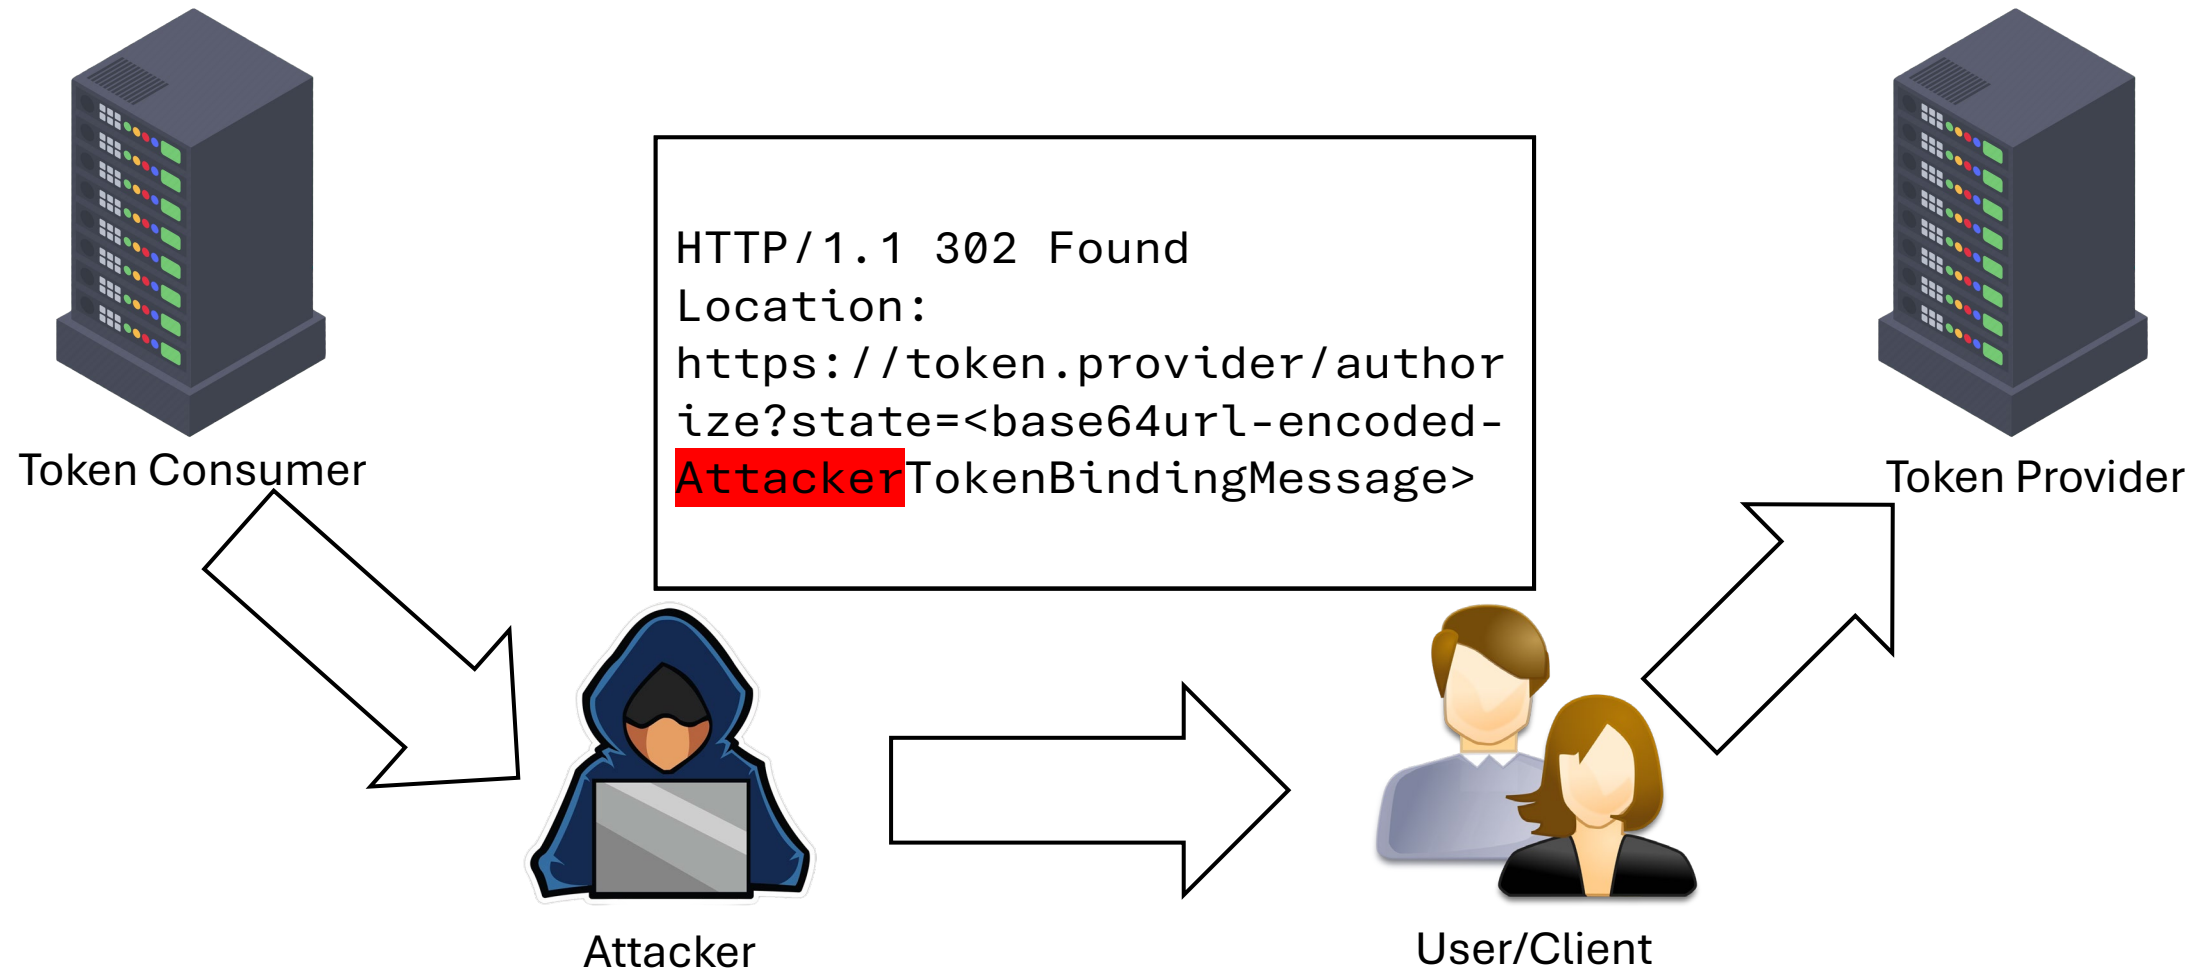 HTTP/1.1 302 Found
Location:
https://token.provider/author
ize?state=<base64url-encoded-
AttackerTokenBindingMessage>
Token Consumer
Token Provider
Attacker
User/Client